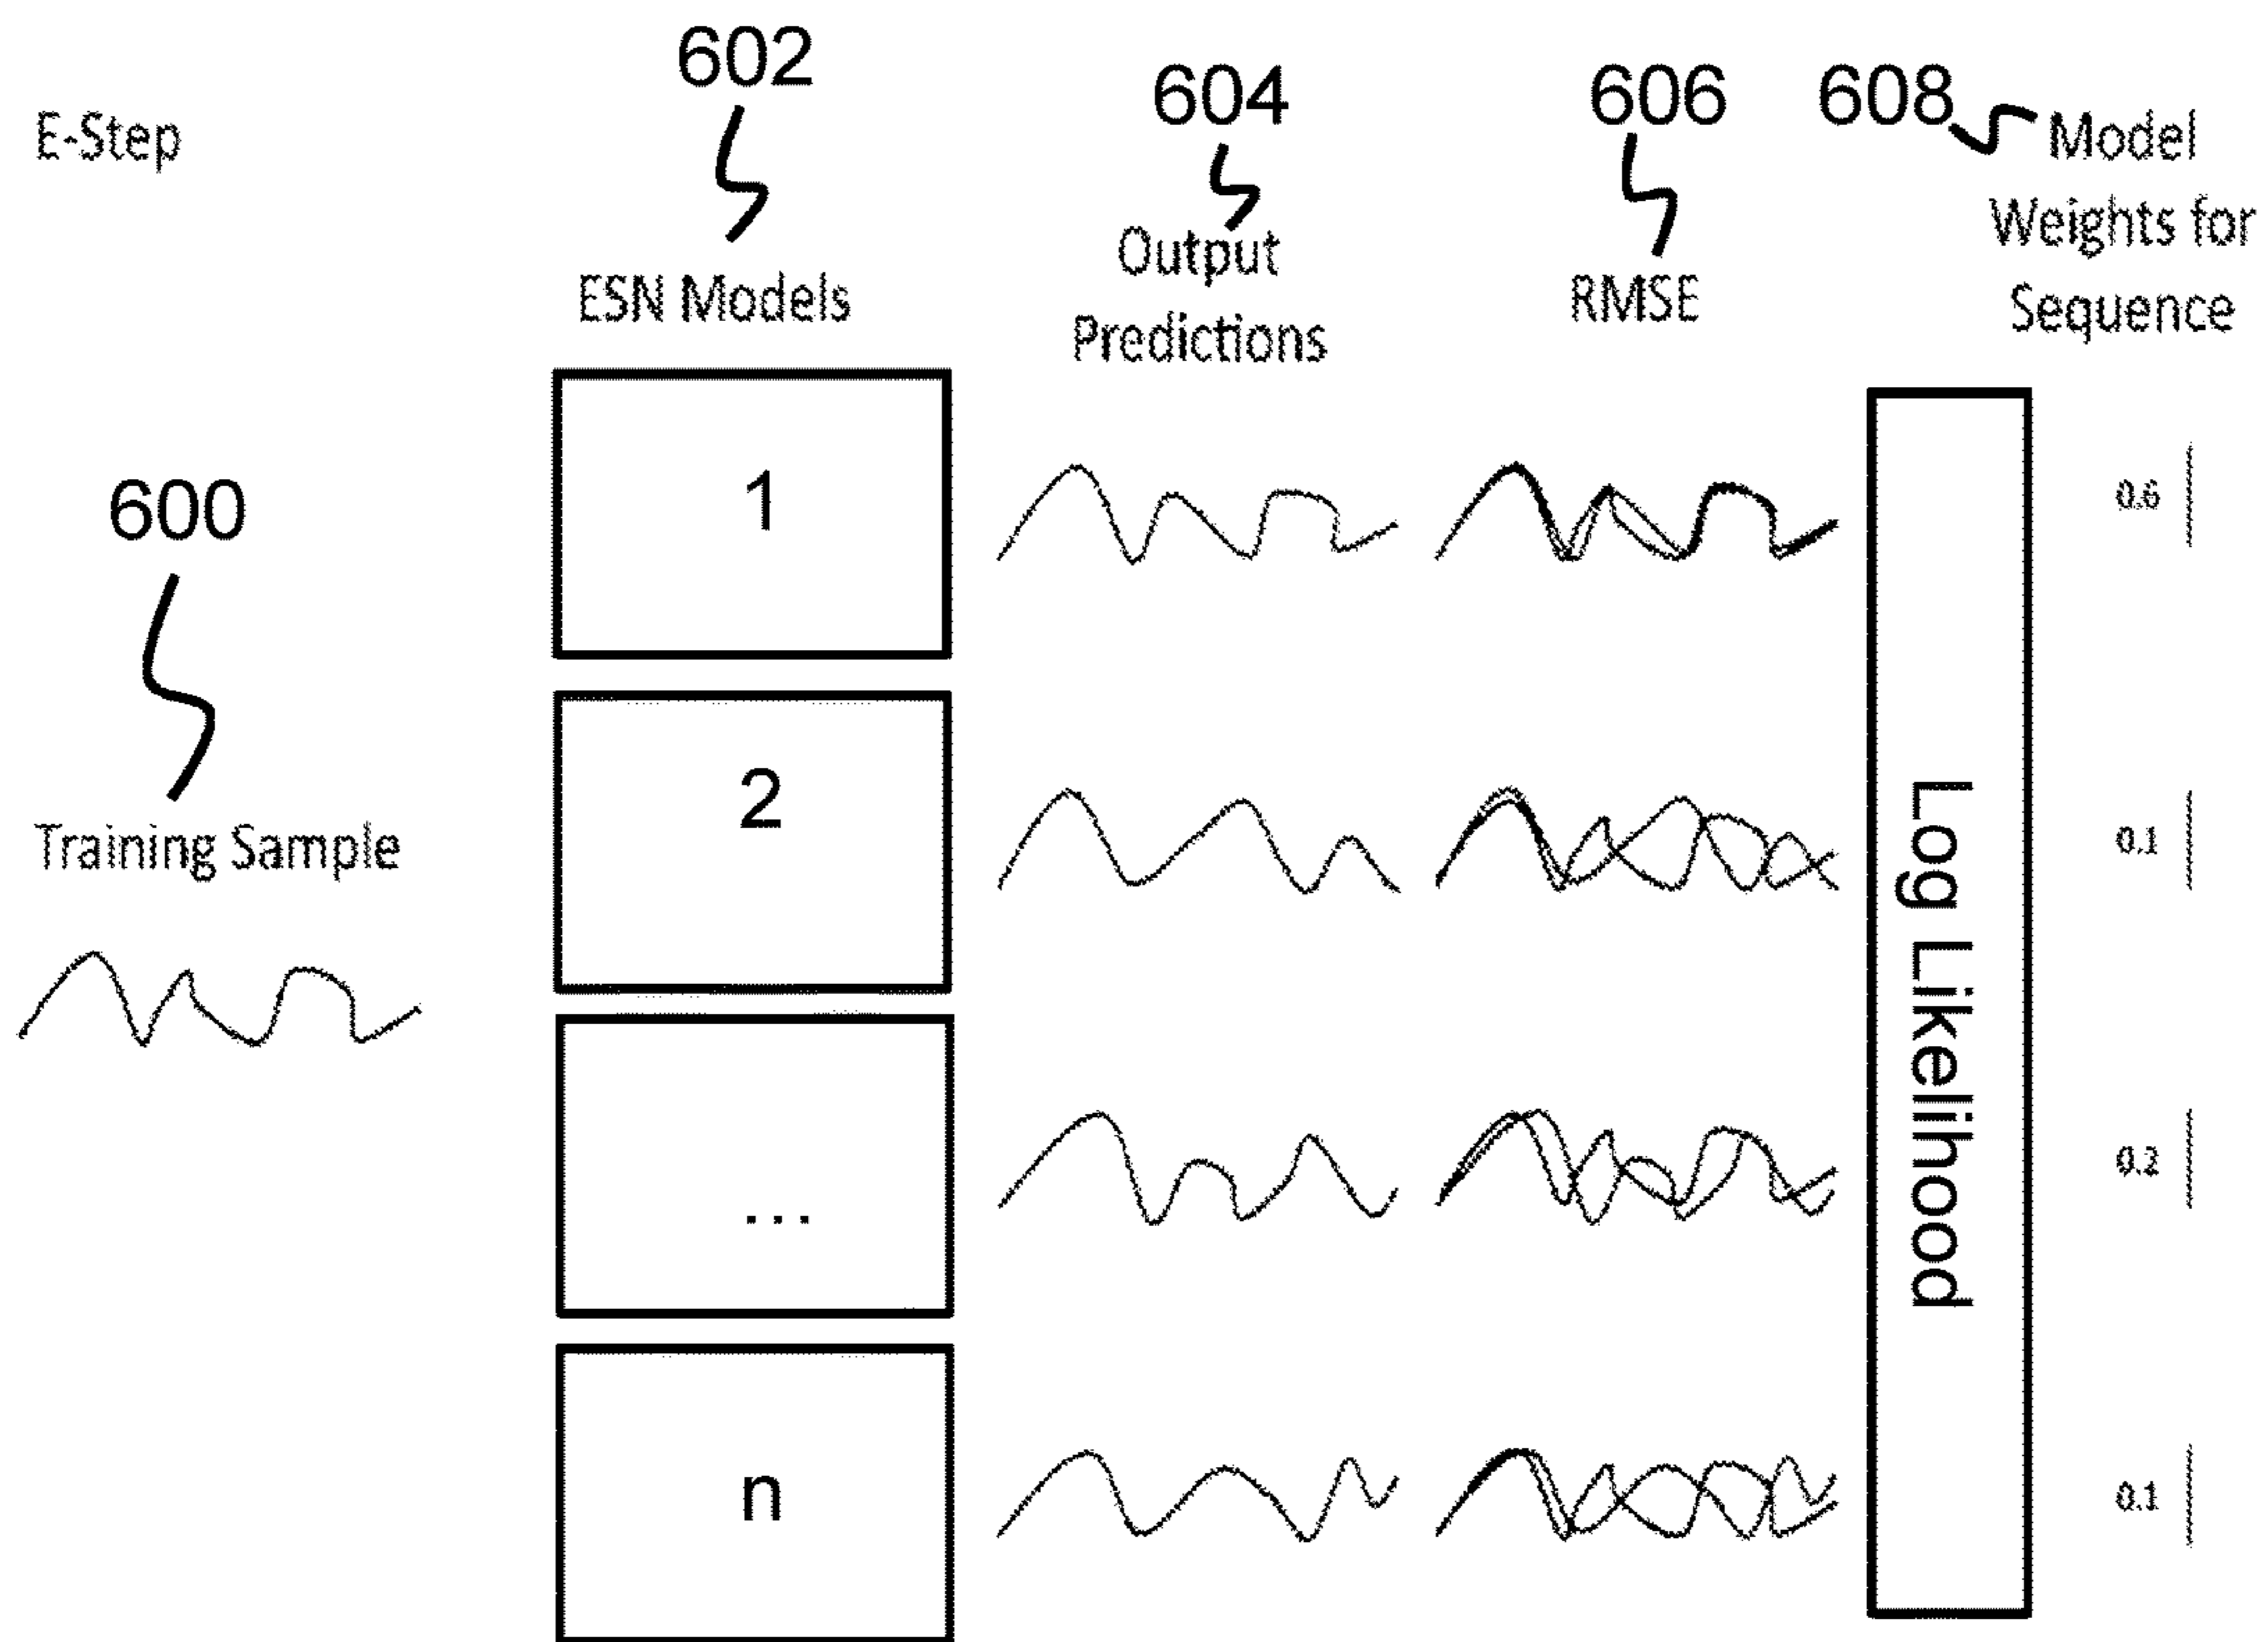 E-Step
600
Training Sample
602
ESN Models
1
2
...
n
604
Output
Predictions
606
RMSE
608
Model
Weights for
Sequence
Log Likelihood
0.6
0.1
0.2
0.1